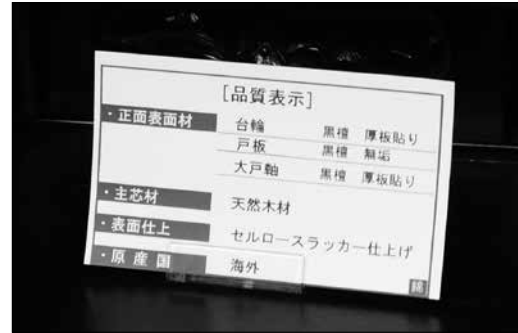 [品質表示]
・正面表面材 台輪 黒檀 厚板貼り
戸板 黒檀 無垢
大戸軸 黒檀 厚板貼り
・主芯材 天然木材
・表面仕上 セルロースラッカー仕上げ
・原産国 海外